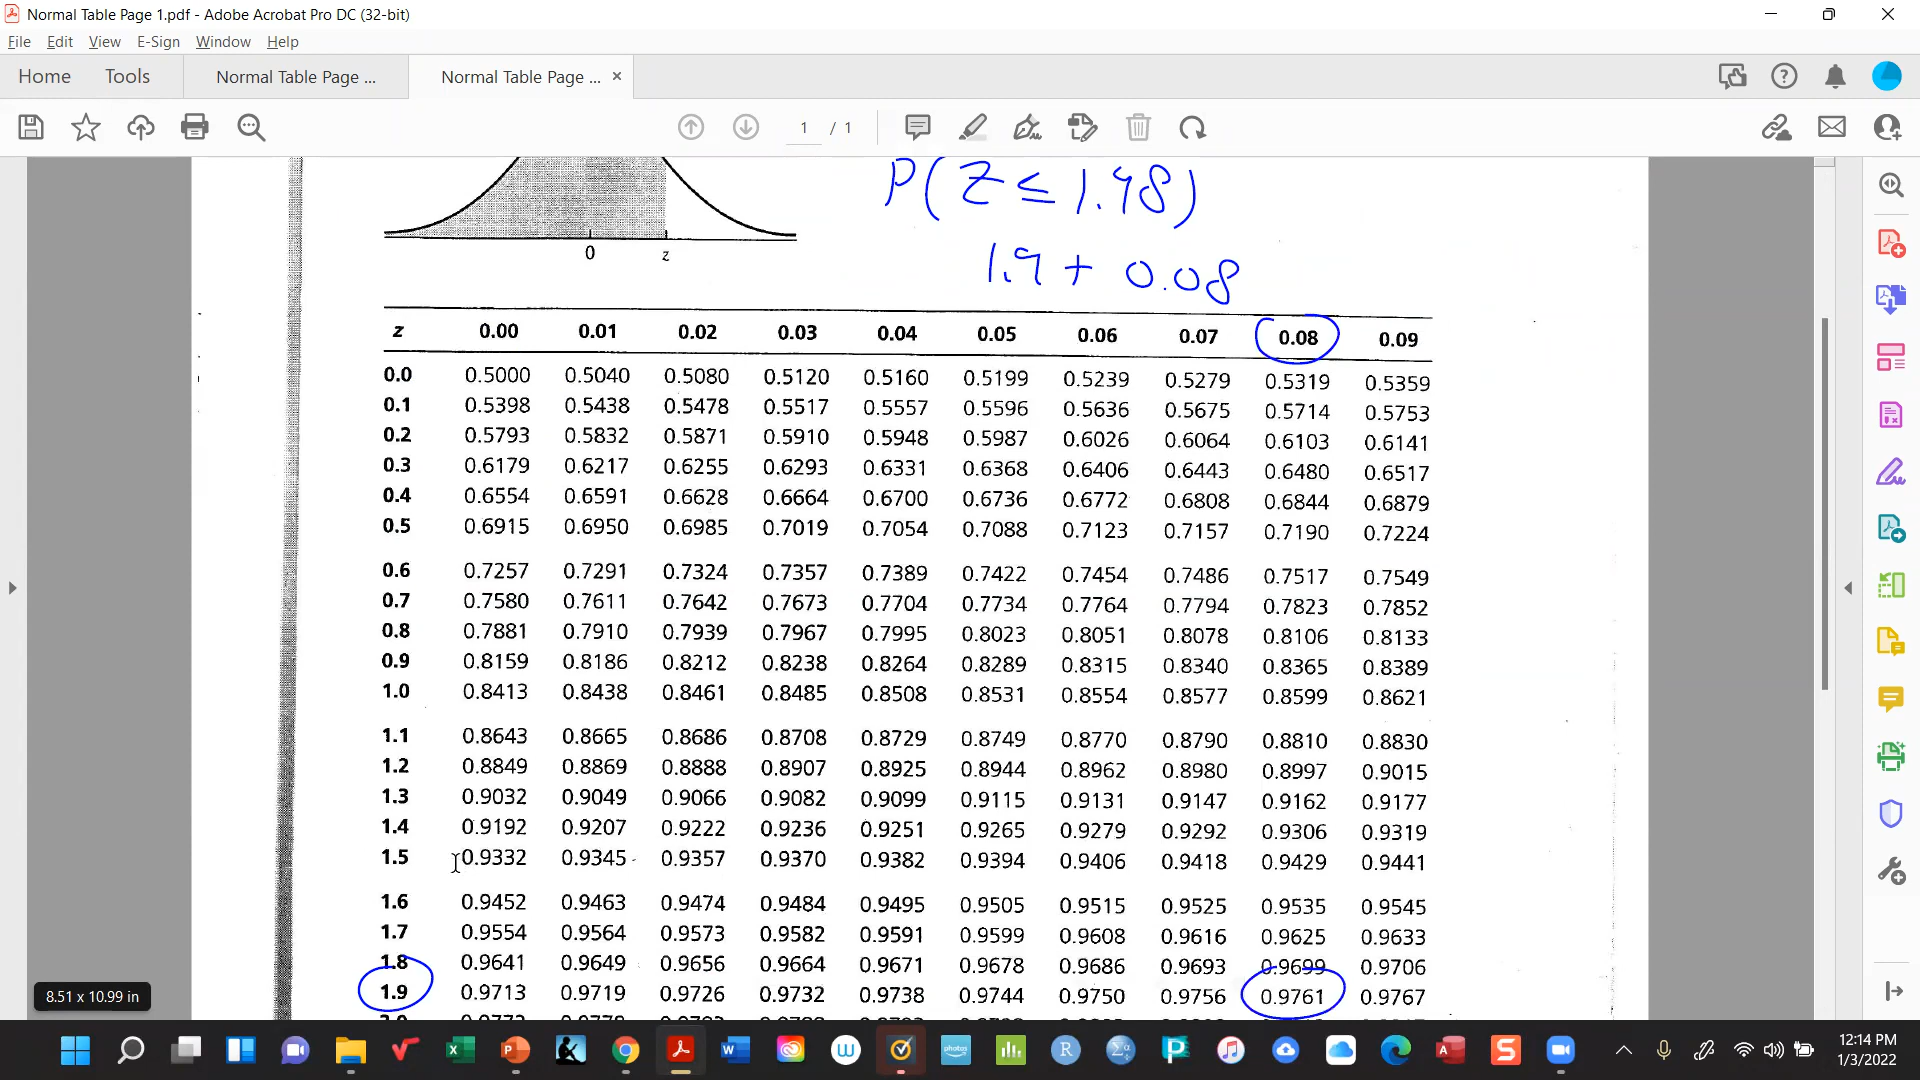 Normal Table Page 1.pdf - Adobe Acrobat Pro DC (32-bit)
File Edit View E-Sign Window Help
Home Tools Normal Table Page ... Normal Table Page ... ×
1 / 1
P(Z ≤ 1.98)
1.9 + 0.08
0 z
z 0.00 0.01 0.02 0.03 0.04 0.05 0.06 0.07 0.08 0.09
0.0 0.5000 0.5040 0.5080 0.5120 0.5160 0.5199 0.5239 0.5279 0.5319 0.5359
0.1 0.5398 0.5438 0.5478 0.5517 0.5557 0.5596 0.5636 0.5675 0.5714 0.5753
0.2 0.5793 0.5832 0.5871 0.5910 0.5948 0.5987 0.6026 0.6064 0.6103 0.6141
0.3 0.6179 0.6217 0.6255 0.6293 0.6331 0.6368 0.6406 0.6443 0.6480 0.6517
0.4 0.6554 0.6591 0.6628 0.6664 0.6700 0.6736 0.6772 0.6808 0.6844 0.6879
0.5 0.6915 0.6950 0.6985 0.7019 0.7054 0.7088 0.7123 0.7157 0.7190 0.7224
0.6 0.7257 0.7291 0.7324 0.7357 0.7389 0.7422 0.7454 0.7486 0.7517 0.7549
0.7 0.7580 0.7611 0.7642 0.7673 0.7704 0.7734 0.7764 0.7794 0.7823 0.7852
0.8 0.7881 0.7910 0.7939 0.7967 0.7995 0.8023 0.8051 0.8078 0.8106 0.8133
0.9 0.8159 0.8186 0.8212 0.8238 0.8264 0.8289 0.8315 0.8340 0.8365 0.8389
1.0 0.8413 0.8438 0.8461 0.8485 0.8508 0.8531 0.8554 0.8577 0.8599 0.8621
1.1 0.8643 0.8665 0.8686 0.8708 0.8729 0.8749 0.8770 0.8790 0.8810 0.8830
1.2 0.8849 0.8869 0.8888 0.8907 0.8925 0.8944 0.8962 0.8980 0.8997 0.9015
1.3 0.9032 0.9049 0.9066 0.9082 0.9099 0.9115 0.9131 0.9147 0.9162 0.9177
1.4 0.9192 0.9207 0.9222 0.9236 0.9251 0.9265 0.9279 0.9292 0.9306 0.9319
1.5 0.9332 0.9345 0.9357 0.9370 0.9382 0.9394 0.9406 0.9418 0.9429 0.9441
1.6 0.9452 0.9463 0.9474 0.9484 0.9495 0.9505 0.9515 0.9525 0.9535 0.9545
1.7 0.9554 0.9564 0.9573 0.9582 0.9591 0.9599 0.9608 0.9616 0.9625 0.9633
1.8 0.9641 0.9649 0.9656 0.9664 0.9671 0.9678 0.9686 0.9693 0.9699 0.9706
1.9 0.9713 0.9719 0.9726 0.9732 0.9738 0.9744 0.9750 0.9756 0.9761 0.9767
8.51 x 10.99 in
12:14 PM
1/3/2022